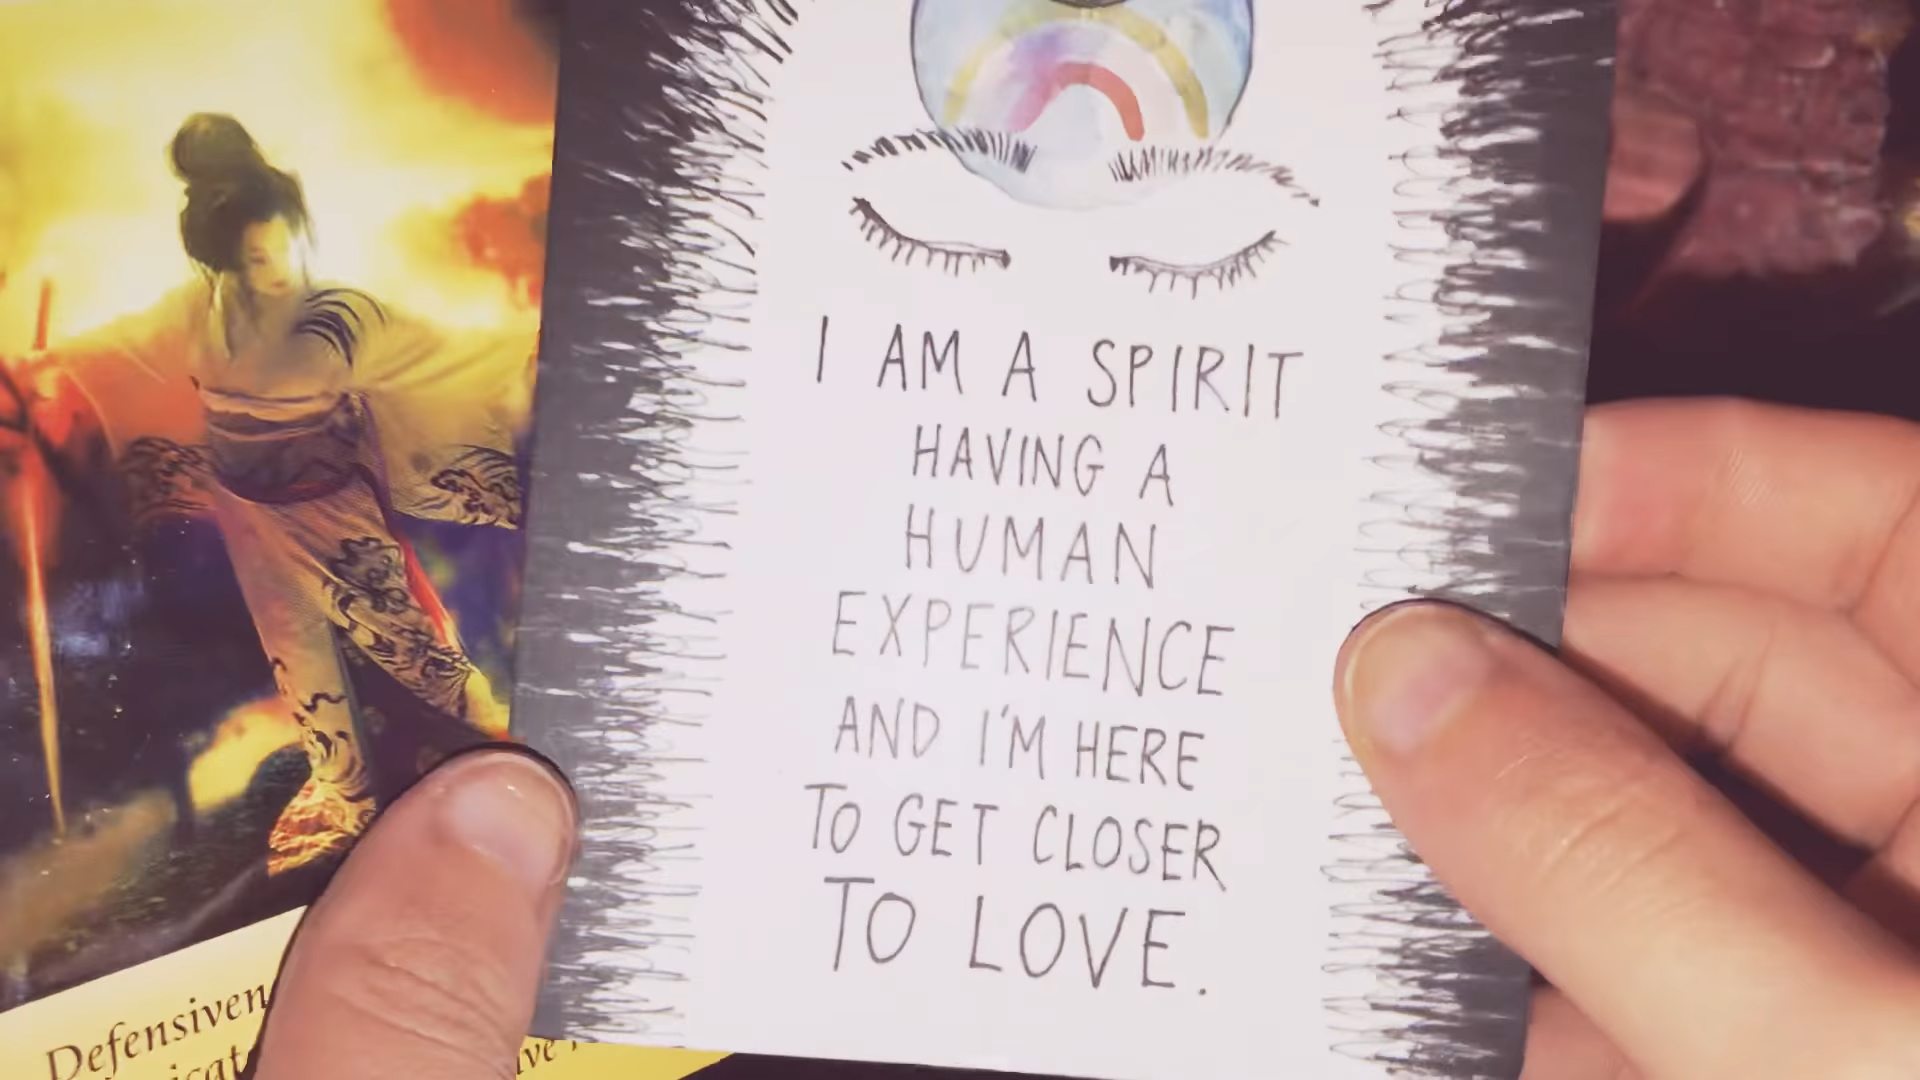 I AM A SPIRIT
HAVING A
HUMAN
EXPERIENCE
AND I'M HERE
TO GET CLOSER
TO LOVE.